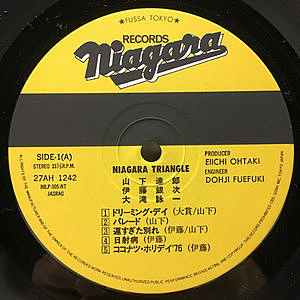 ★FUSSA TOKYO★
RECORDS
Niagara
SIDE-1(A)
STEREO 33⅓R.P.M.
27AH 1242
NILP-505-NT
JASRAC
NIAGARA TRIANGLE
山下達郎
伊藤銀次
大滝詠一
PRODUCER
EIICHI OHTAKI
ENGINEER
DOHJI FUEFUKI
1 ドリーミング・デイ (大貫/山下)
2 パレード (山下)
3 遅すぎた別れ (伊藤/山下)
4 日射病 (伊藤)
5 ココナツ・ホリデイ'76 (伊藤)